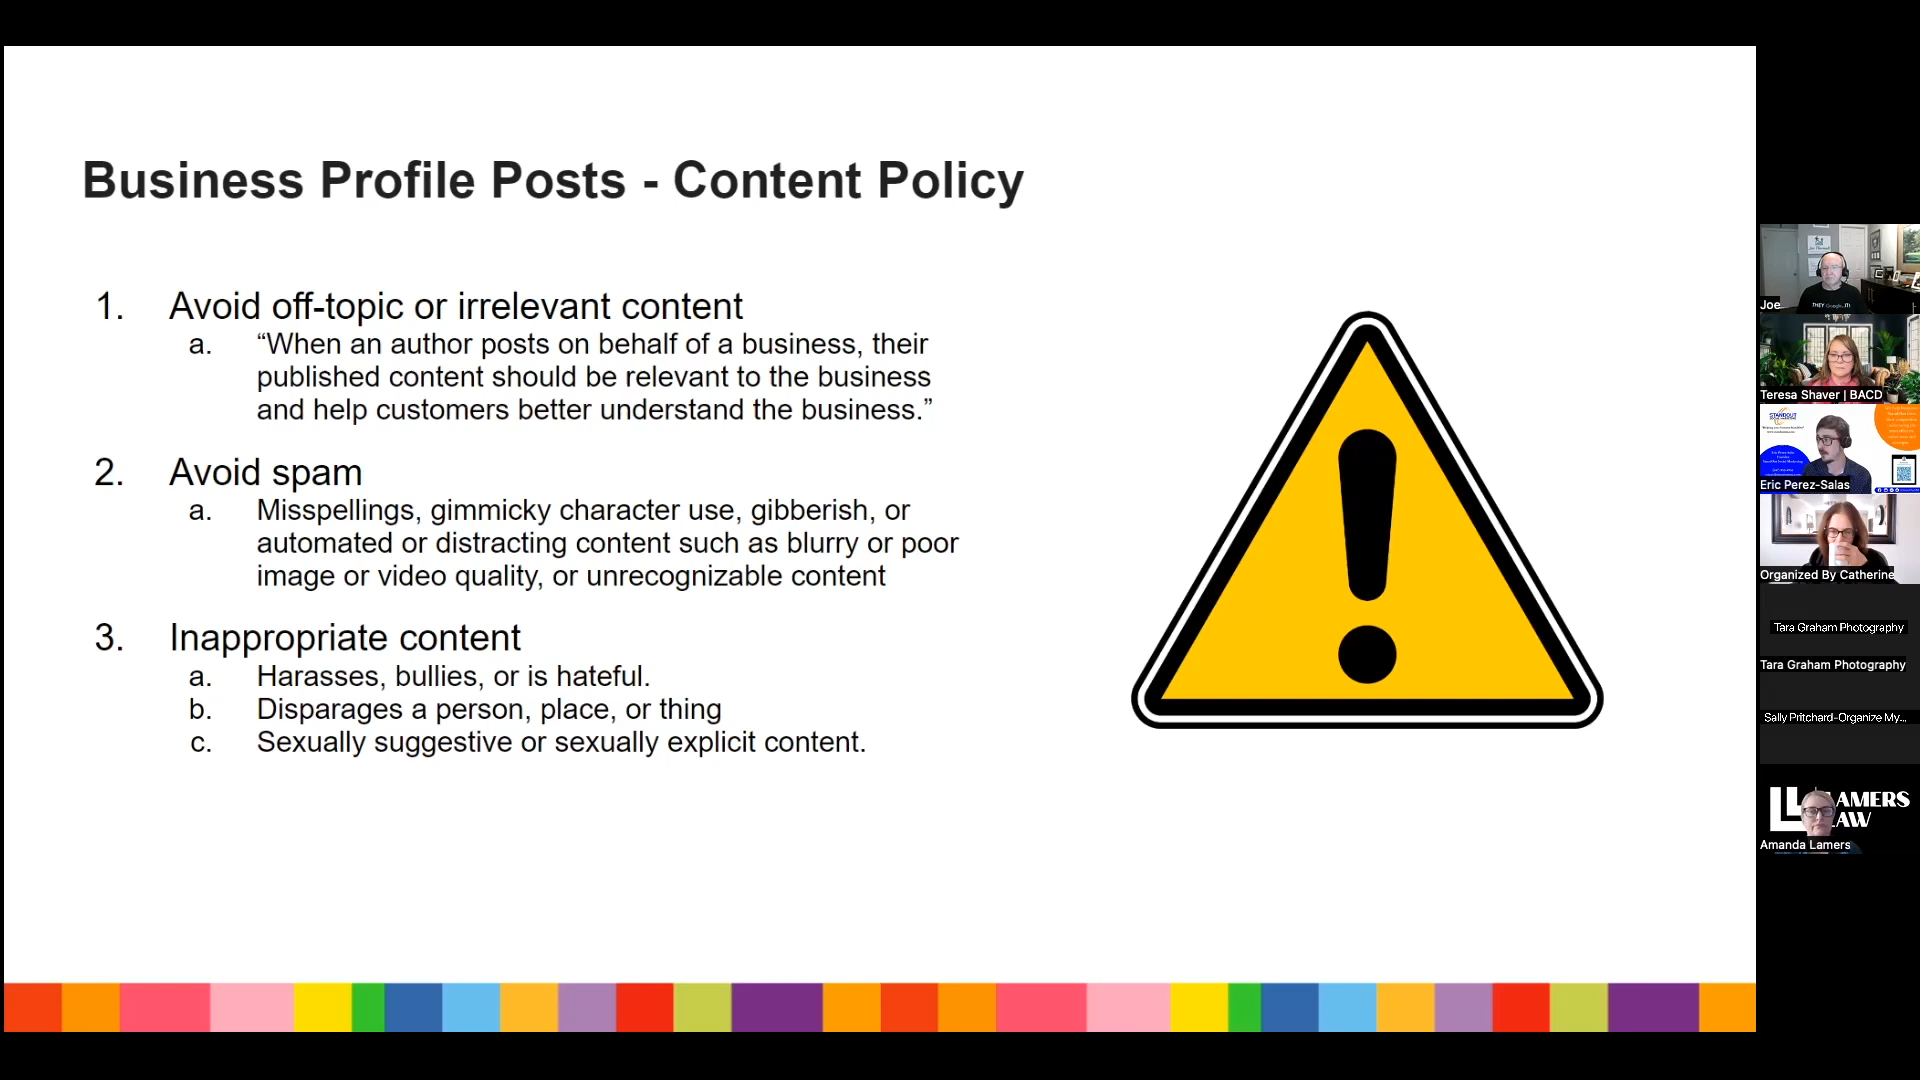 Business Profile Posts - Content Policy
1. Avoid off-topic or irrelevant content
a. “When an author posts on behalf of a business, their
published content should be relevant to the business
and help customers better understand the business.”
2. Avoid spam
a. Misspellings, gimmicky character use, gibberish, or
automated or distracting content such as blurry or poor
image or video quality, or unrecognizable content
3. Inappropriate content
a. Harasses, bullies, or is hateful.
b. Disparages a person, place, or thing
c. Sexually suggestive or sexually explicit content.
Joe
Teresa Shaver | BACD
STANDOUT
Eric Perez-Salas
Organized By Catherine
Tara Graham Photography
Tara Graham Photography
Sally Pritchard-Organize My...
LAMERS
LAW
Amanda Lamers